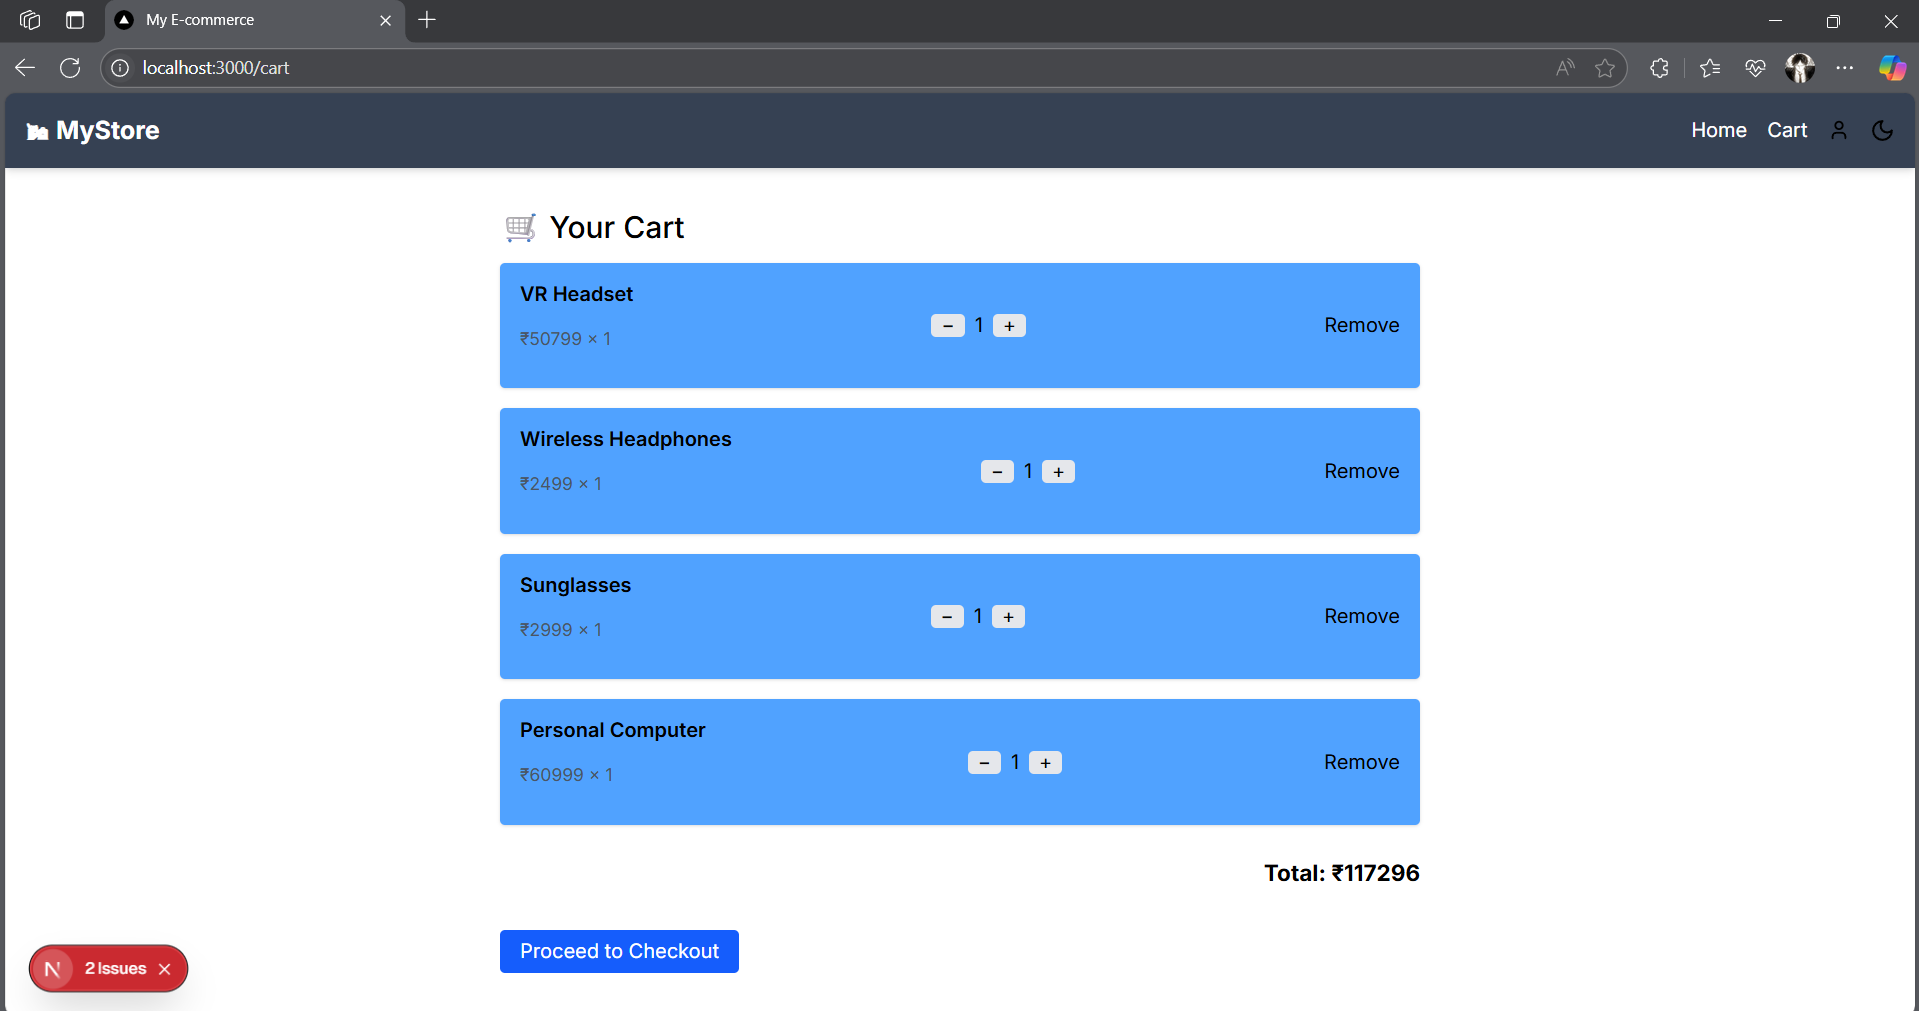 My E-commerce
localhost:3000/cart
MyStore
Home Cart
Your Cart
VR Headset
₹50799 × 1
− 1 +
Remove
Wireless Headphones
₹2499 × 1
− 1 +
Remove
Sunglasses
₹2999 × 1
− 1 +
Remove
Personal Computer
₹60999 × 1
− 1 +
Remove
Total: ₹117296
Proceed to Checkout
N 2 Issues